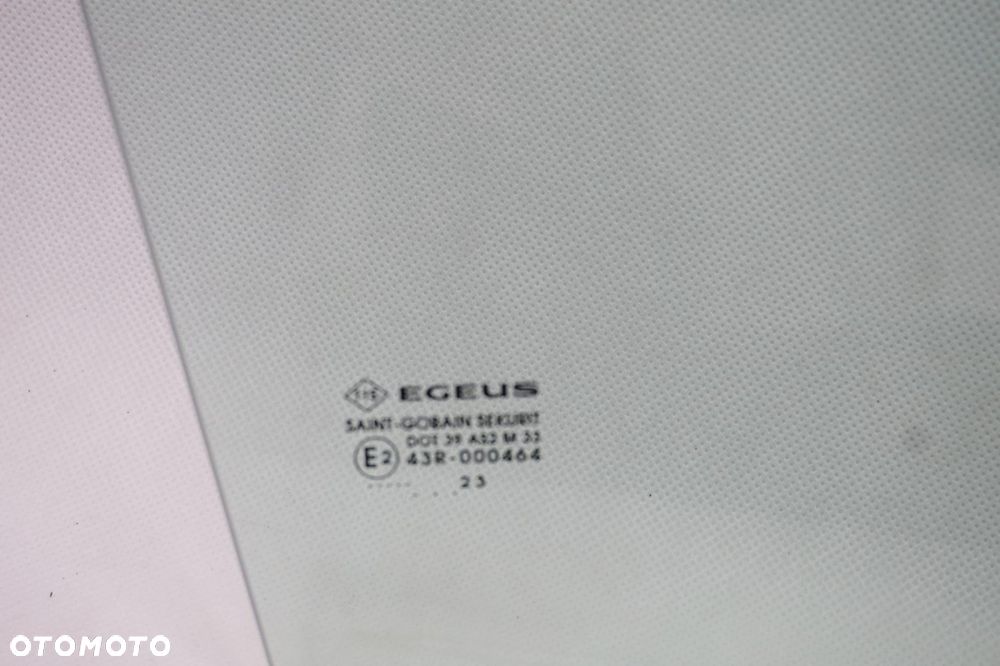 EGEUS
SAINT-GOBAIN SEKURIT
DOT 39 AS2 M 33
E2 43R-000464
23
OTOMOTO